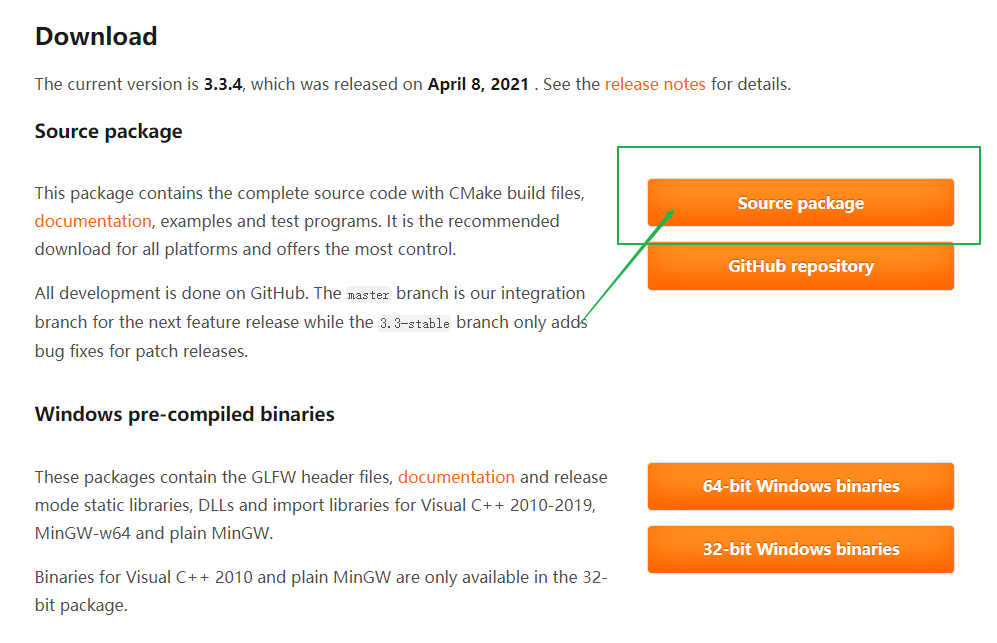 Download
The current version is 3.3.4, which was released on April 8, 2021 . See the release notes for details.
Source package
This package contains the complete source code with CMake build files,
documentation, examples and test programs. It is the recommended
download for all platforms and offers the most control.
Source package
GitHub repository
All development is done on GitHub. The master branch is our integration
branch for the next feature release while the 3.3-stable branch only adds
bug fixes for patch releases.
Windows pre-compiled binaries
These packages contain the GLFW header files, documentation and release
mode static libraries, DLLs and import libraries for Visual C++ 2010-2019,
MinGW-w64 and plain MinGW.
64-bit Windows binaries
32-bit Windows binaries
Binaries for Visual C++ 2010 and plain MinGW are only available in the 32-
bit package.